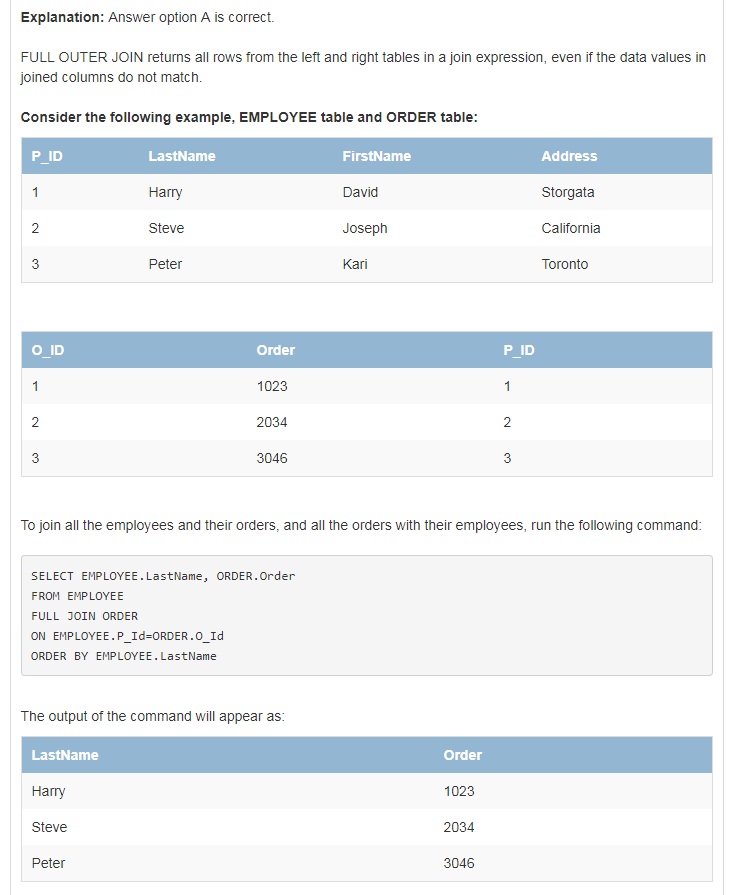 Explanation: Answer option A is correct.
FULL OUTER JOIN returns all rows from the left and right tables in a join expression, even if the data values in
joined columns do not match.
Consider the following example, EMPLOYEE table and ORDER table:
P_ID LastName FirstName Address
1 Harry David Storgata
2 Steve Joseph California
3 Peter Kari Toronto
O_ID Order P_ID
1 1023 1
2 2034 2
3 3046 3
To join all the employees and their orders, and all the orders with their employees, run the following command:
SELECT EMPLOYEE.LastName, ORDER.Order
FROM EMPLOYEE
FULL JOIN ORDER
ON EMPLOYEE.P_Id=ORDER.O_Id
ORDER BY EMPLOYEE.LastName
The output of the command will appear as:
LastName Order
Harry 1023
Steve 2034
Peter 3046